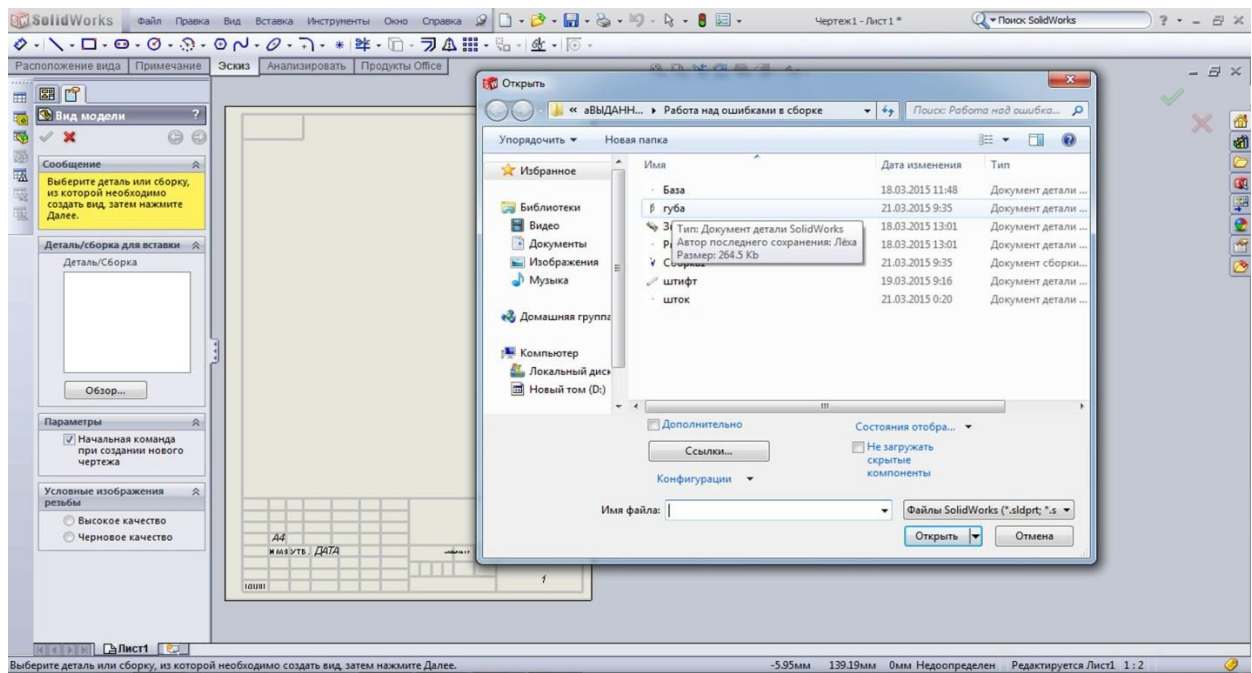 SolidWorks Файл Правка Вид Вставка Инструменты Окно Справка Чертеж1 - Лист1 * Поиск SolidWorks
Расположение вида Примечание Эскиз Анализировать Продукты Office
Вид модели ?
Сообщение
Выберите деталь или сборку,
из которой необходимо
создать вид, затем нажмите
Далее.
Деталь/сборка для вставки
Деталь/Сборка
Обзор...
Параметры
Начальная команда
при создании нового
чертежа
Условные изображения
резьбы
Высокое качество
Черновое качество
A4
ДАТА
1
Открыть
« аВЫДАНН... Работа над ошибками в сборке Поиск: Работа над ошибка...
Упорядочить Новая папка
Избранное
Библиотеки
Видео
Документы
Изображения
Музыка
Домашняя группа
Компьютер
Локальный диск
Новый том (D:)
Имя Дата изменения Тип
База 18.03.2015 11:48 Документ детали ...
губа 21.03.2015 9:35 Документ детали ...
18.03.2015 13:01 Документ детали ...
18.03.2015 13:01 Документ детали ...
21.03.2015 9:35 Документ сборки...
штифт 19.03.2015 9:16 Документ детали ...
шток 21.03.2015 0:20 Документ детали ...
Тип: Документ детали SolidWorks
Автор последнего сохранения: Лёха
Размер: 264.5 Kb
Дополнительно
Ссылки...
Конфигурации
Состояния отобра...
Не загружать
скрытые
компоненты
Имя файла: Файлы SolidWorks (*.sldprt; *.s
Открыть Отмена
Лист1
Выберите деталь или сборку, из которой необходимо создать вид, затем нажмите Далее. -5.95мм 139.19мм 0мм Недоопределен Редактируется Лист1 1 : 2